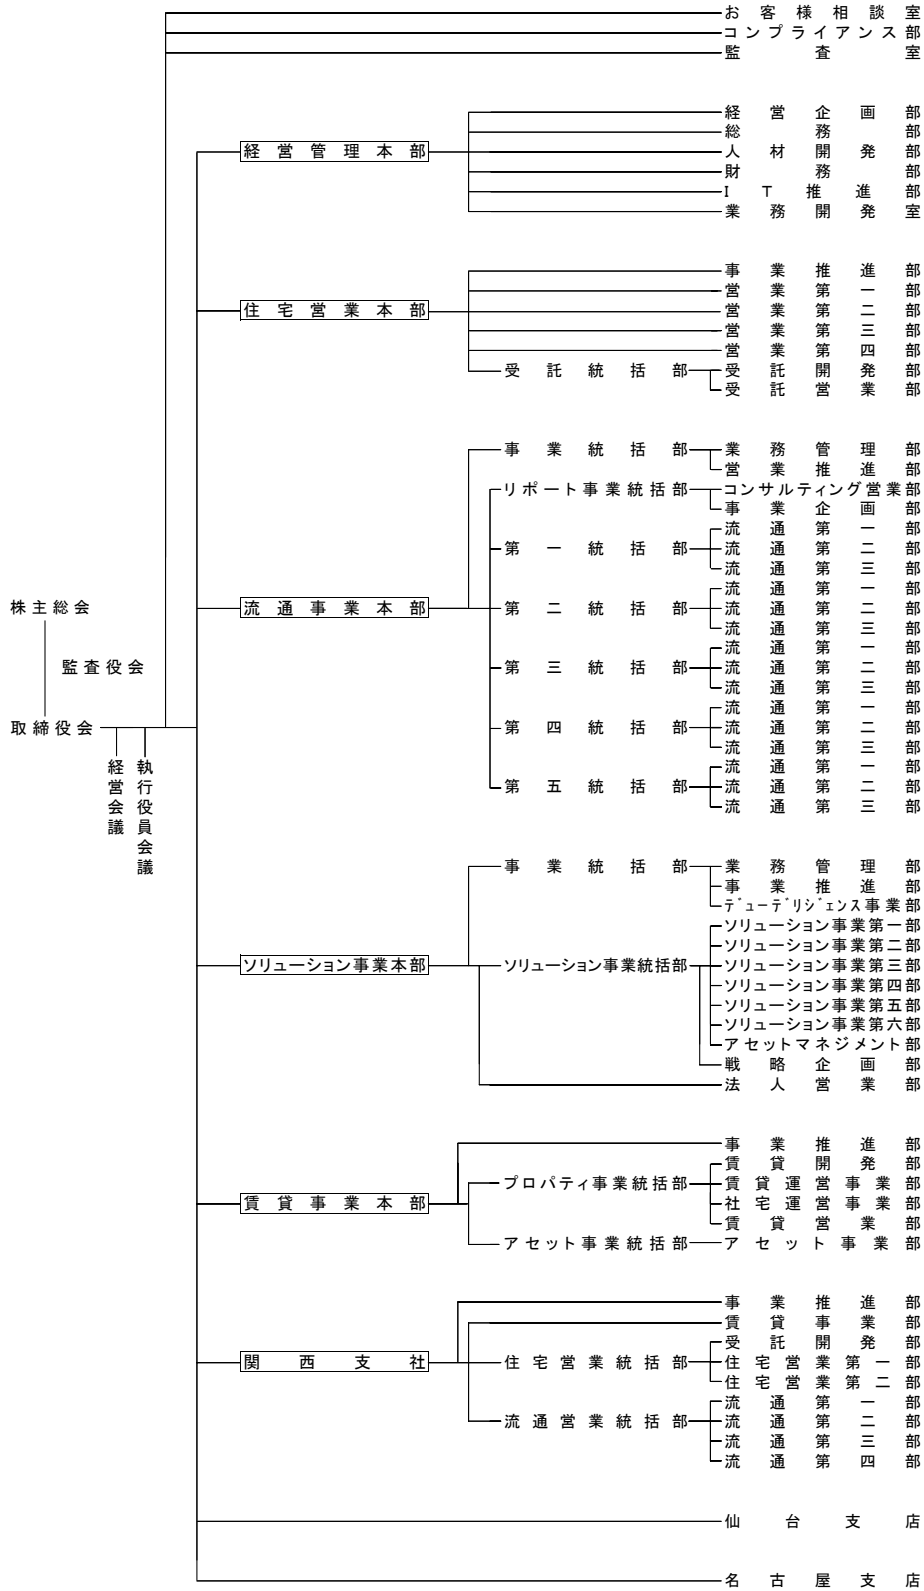 お客様相談室
コンプライアンス部
監査室
経営管理本部
経営企画部
総務部
人材開発部
財務部
IT推進部
業務開発室
住宅営業本部
事業推進部
営業第一部
営業第二部
営業第三部
営業第四部
受託統括部
受託開発部
受託営業部
株主総会
監査役会
取締役会
経営会議
執行役員会議
流通事業本部
事業統括部
業務管理部
営業推進部
リポート事業統括部
コンサルティング営業部
事業企画部
第一統括部
流通第一部
流通第二部
流通第三部
第二統括部
流通第一部
流通第二部
流通第三部
第三統括部
流通第一部
流通第二部
流通第三部
第四統括部
流通第一部
流通第二部
流通第三部
第五統括部
流通第一部
流通第二部
流通第三部
ソリューション事業本部
事業統括部
業務管理部
事業推進部
デューデリジェンス事業部
ソリューション事業統括部
ソリューション事業第一部
ソリューション事業第二部
ソリューション事業第三部
ソリューション事業第四部
ソリューション事業第五部
ソリューション事業第六部
アセットマネジメント部
戦略企画部
法人営業部
賃貸事業本部
事業推進部
プロパティ事業統括部
賃貸開発部
賃貸運営事業部
社宅運営事業部
賃貸営業部
アセット事業統括部
アセット事業部
関西支社
事業推進部
賃貸事業部
住宅営業統括部
受託開発部
住宅営業第一部
住宅営業第二部
流通営業統括部
流通第一部
流通第二部
流通第三部
流通第四部
仙台支店
名古屋支店